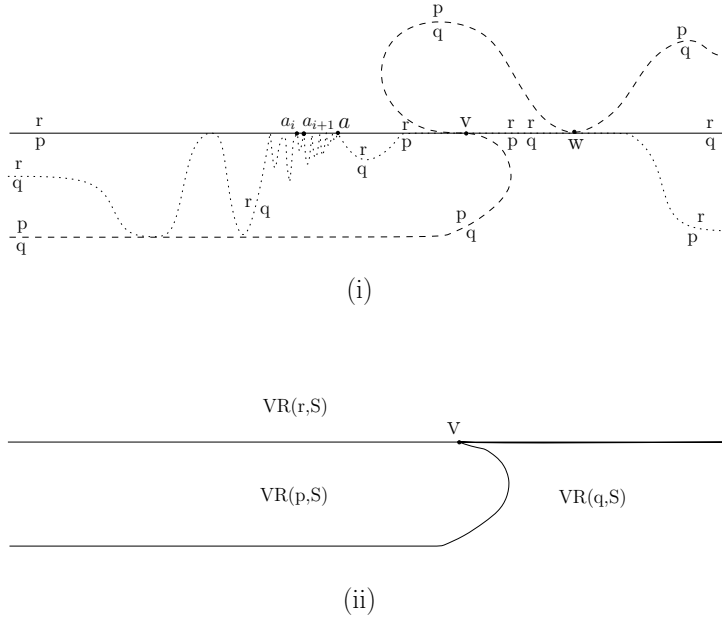 p
q
p
q
r
p
a_i a_{i+1} a
r
p
v
r r
p q
w
r
q
r
q
r
q
r q
p
q
p
q
r
p
(i)
VR(r,S)
V
VR(p,S)
VR(q,S)
(ii)